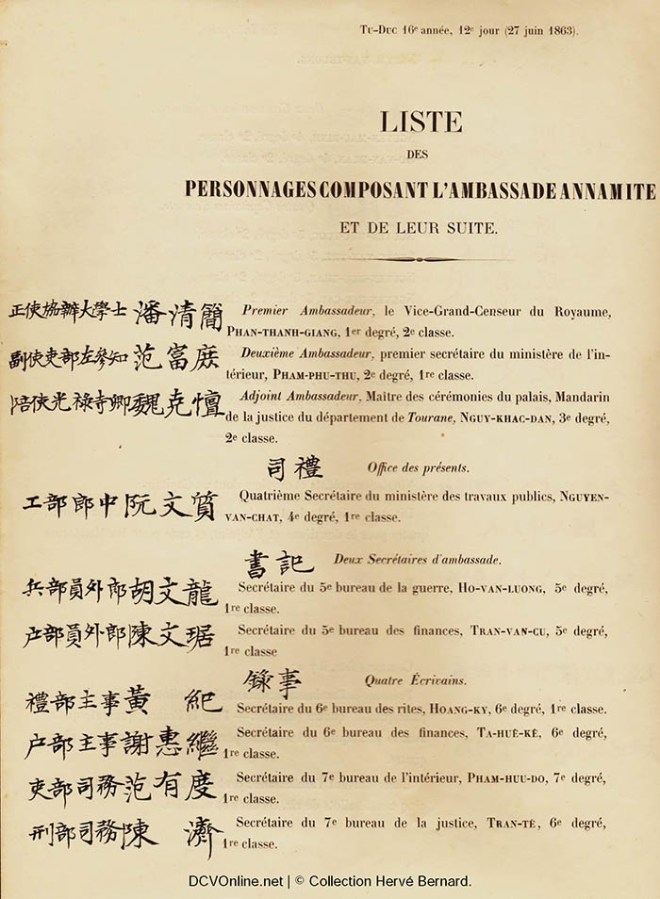 TU-DUC 16e année, 12e jour (27 juin 1863).
LISTE
DES
PERSONNAGES COMPOSANT L'AMBASSADE ANNAMITE
ET DE LEUR SUITE.
正使協辦大學士 潘清簡 Premier Ambassadeur, le Vice-Grand-Censeur du Royaume,
PHAN-THANH-GIANG, 1er degré, 2e classe.
副使吏部左參知 范富庻 Deuxième Ambassadeur, premier secrétaire du ministère de l'in-
térieur, PHAM-PHU-THU, 2e degré, 1re classe.
陪使光祿寺卿 魏克憻 Adjoint Ambassadeur, Maître des cérémonies du palais, Mandarin
de la justice du département de Tourane, NGUY-KHAC-DAN, 3e degré,
2e classe.
司禮 Office des présents.
工部郎中 阮文質 Quatrième Secrétaire du ministère des travaux publics, NGUYEN-
VAN-CHAT, 4e degré, 1re classe.
書記 Deux Secrétaires d'ambassade.
兵部員外郎 胡文龍 Secrétaire du 5e bureau de la guerre, HO-VAN-LUONG, 5e degré,
1re classe.
户部員外郎 陳文琚 Secrétaire du 5e bureau des finances, TRAN-VAN-CU, 5e degré,
1re classe
錄事 Quatre Écrivains.
禮部主事 黃紀 Secrétaire du 6e bureau des rites, HOANG-KY, 6e degré, 1re classe.
户部主事 謝惠繼 Secrétaire du 6e bureau des finances, TA-HUÊ-KÊ, 6e degré,
1re classe.
吏部司務 范有度 Secrétaire du 7e bureau de l'intérieur, PHAM-HUU-DO, 7e degré,
1re classe.
刑部司務 陳濟 Secrétaire du 7e bureau de la justice, TRAN-TÊ, 6e degré,
1re classe.
DCVOnline.net | © Collection Hervé Bernard.